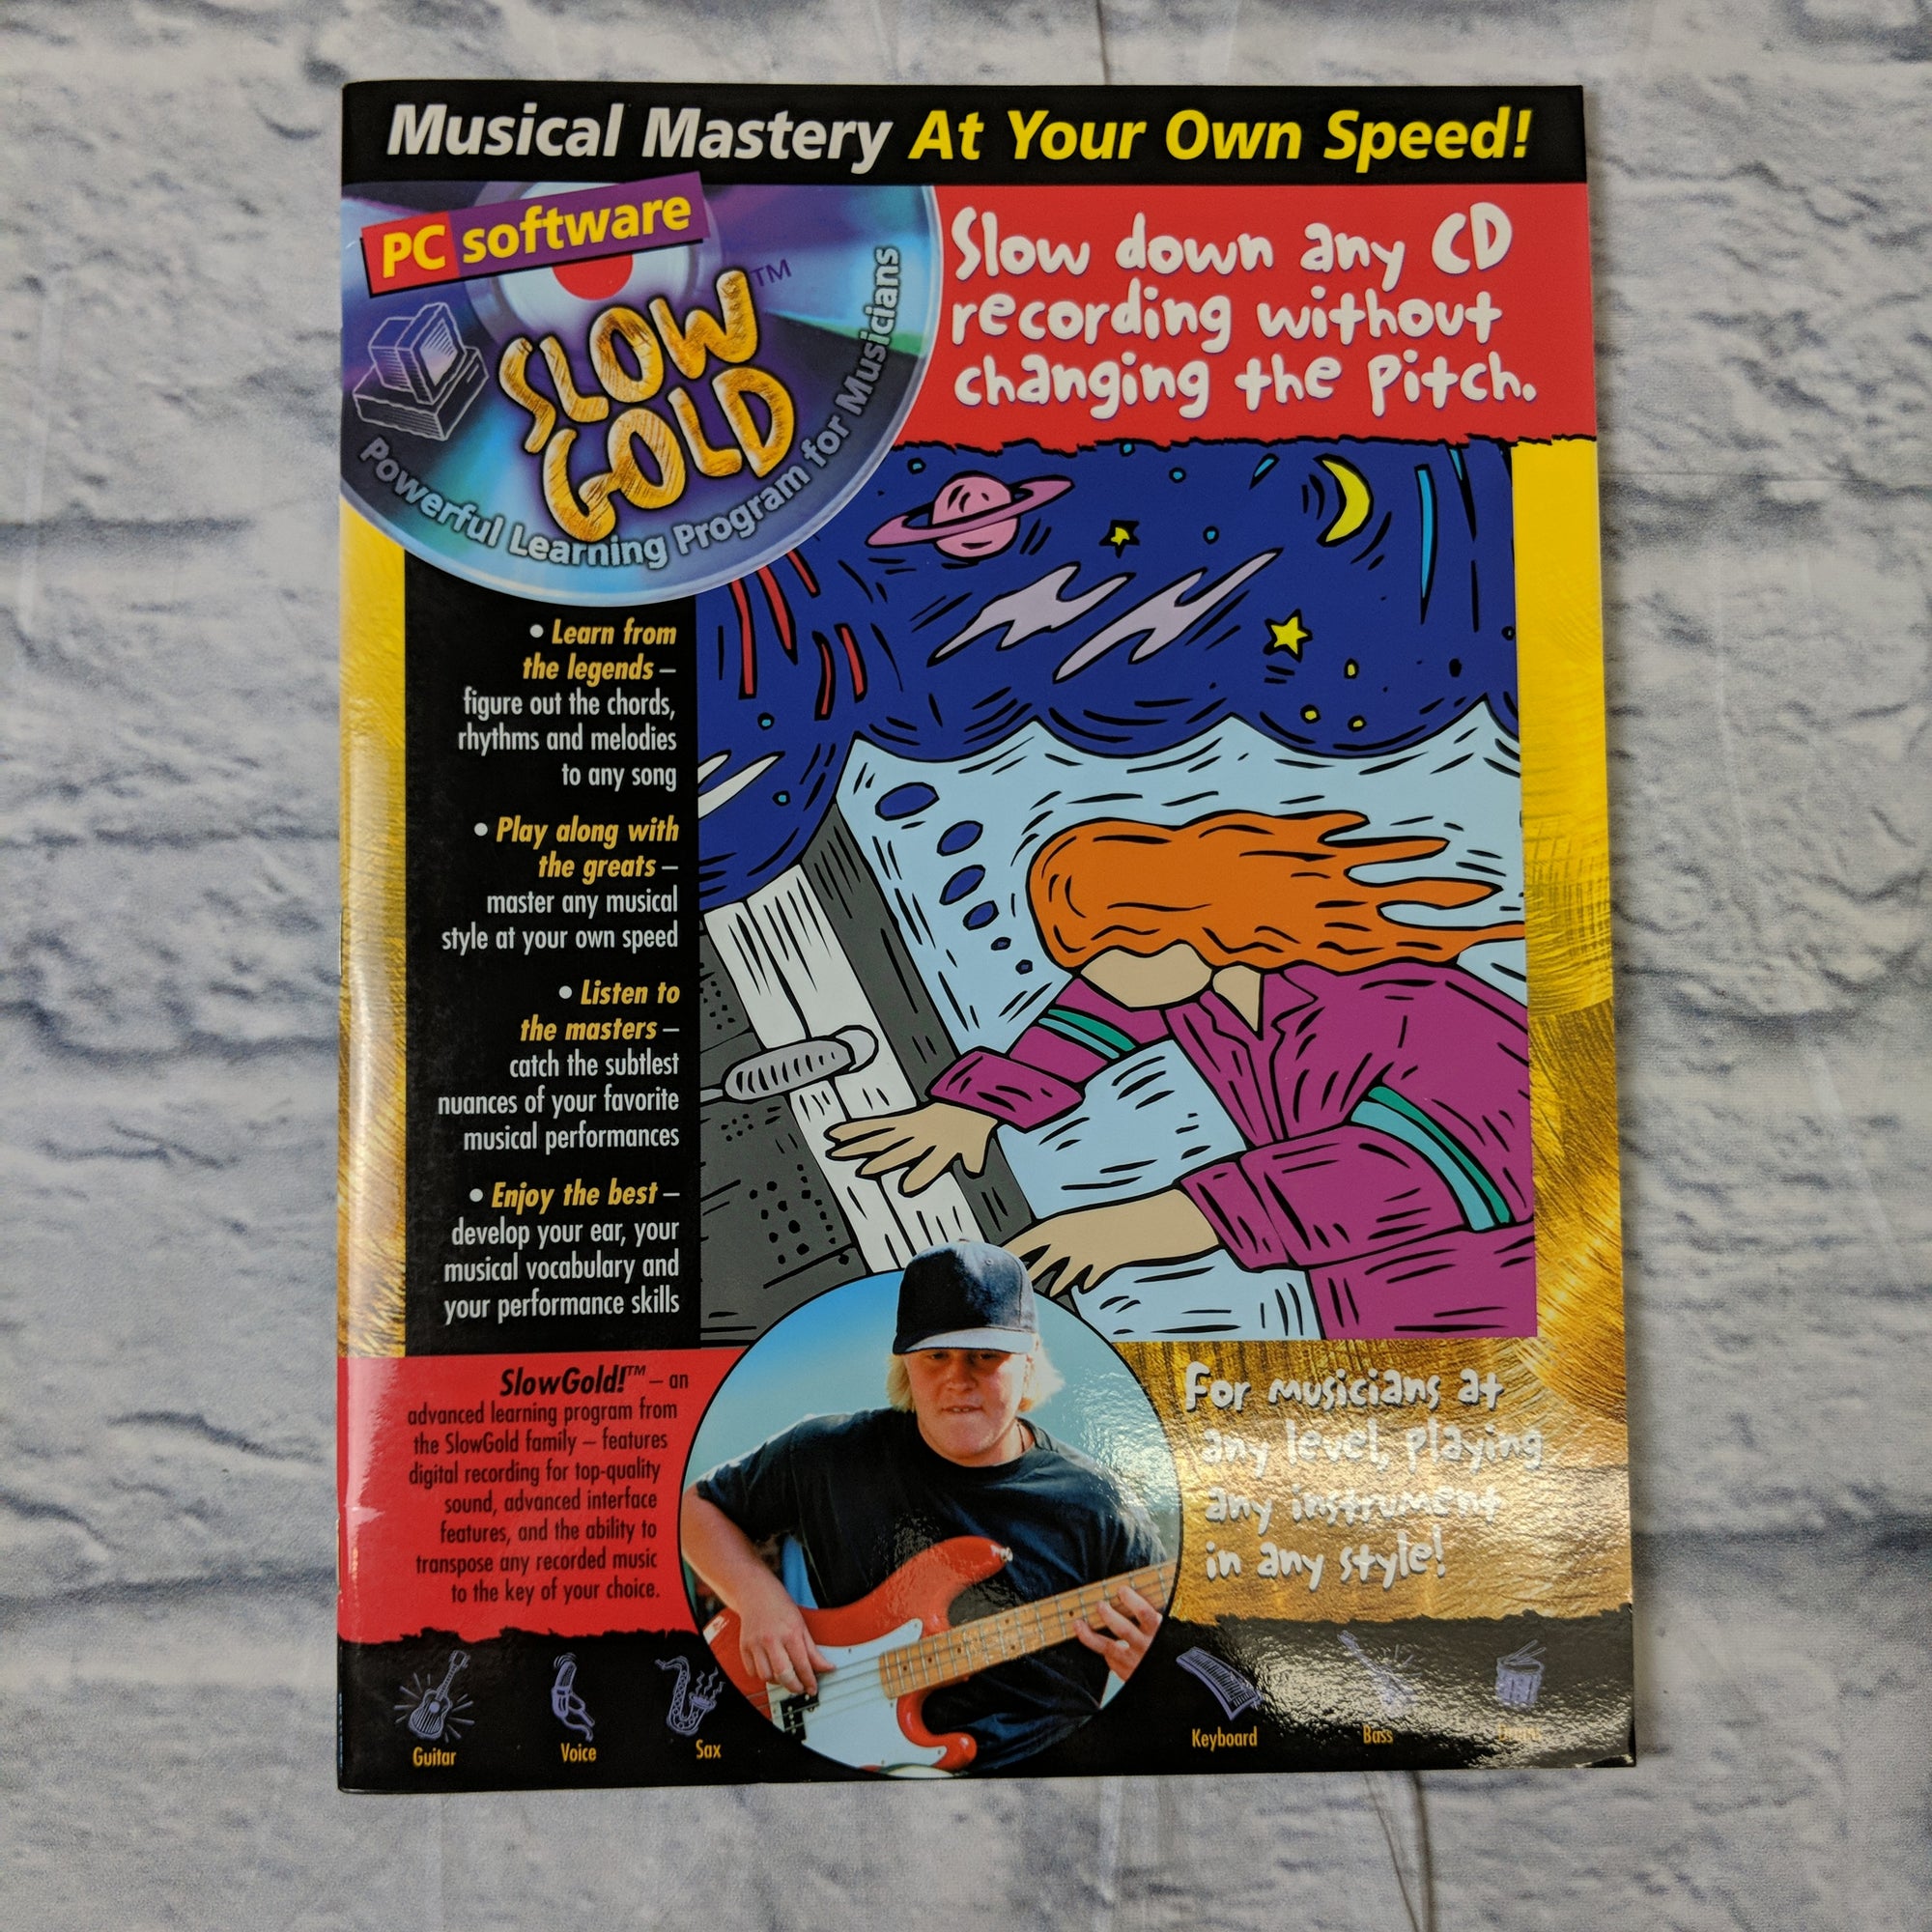 Musical Mastery At Your Own Speed!
PC software
SLOW
GOLD
TM
Powerful Learning Program for Musicians
Slow down any CD
recording without
changing the pitch.
• Learn from
the legends –
figure out the chords,
rhythms and melodies
to any song
• Play along with
the greats –
master any musical
style at your own speed
• Listen to
the masters –
catch the subtlest
nuances of your favorite
musical performances
• Enjoy the best –
develop your ear, your
musical vocabulary and
your performance skills
SlowGold!™ – an
advanced learning program from
the SlowGold family – features
digital recording for top-quality
sound, advanced interface
features, and the ability to
transpose any recorded music
to the key of your choice.
For musicians at
any level, playing
any instrument
in any style!
Guitar
Voice
Sax
Keyboard
Bass
Drums